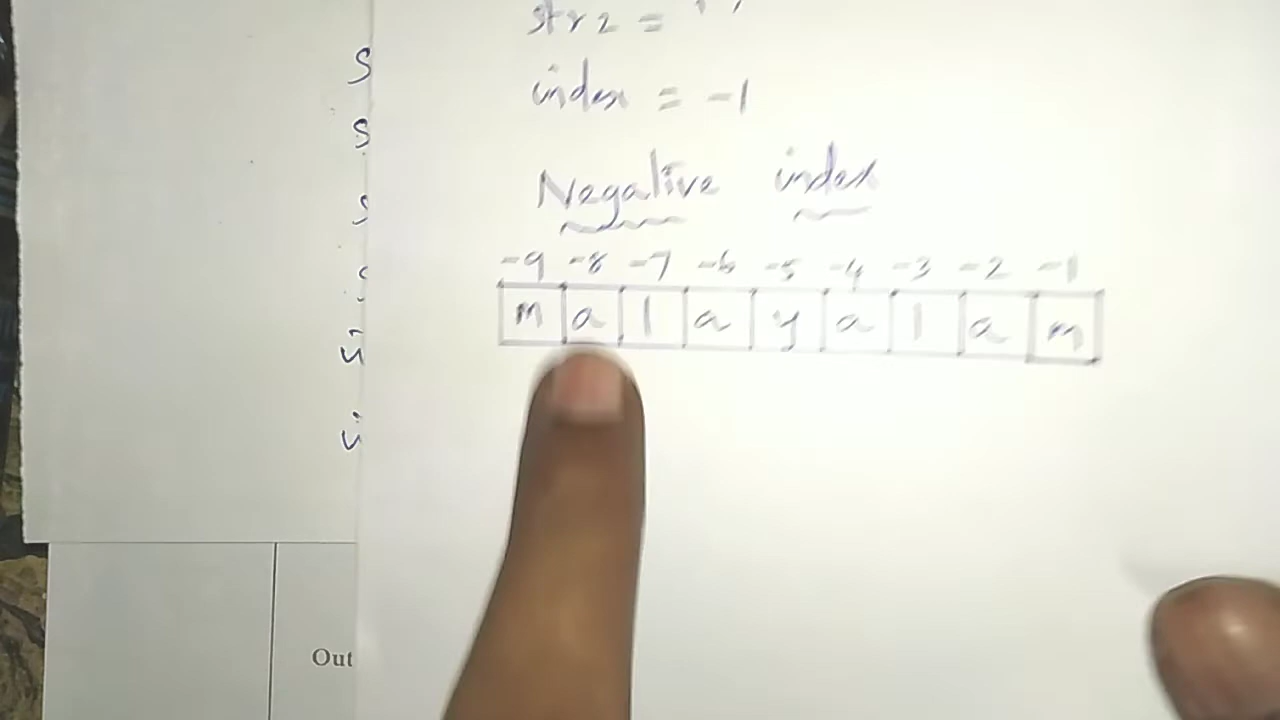 str2 = ' '
index = -1
Negative index
-9 -8 -7 -6 -5 -4 -3 -2 -1
m a l a y a l a m
S
S
S
S
Out